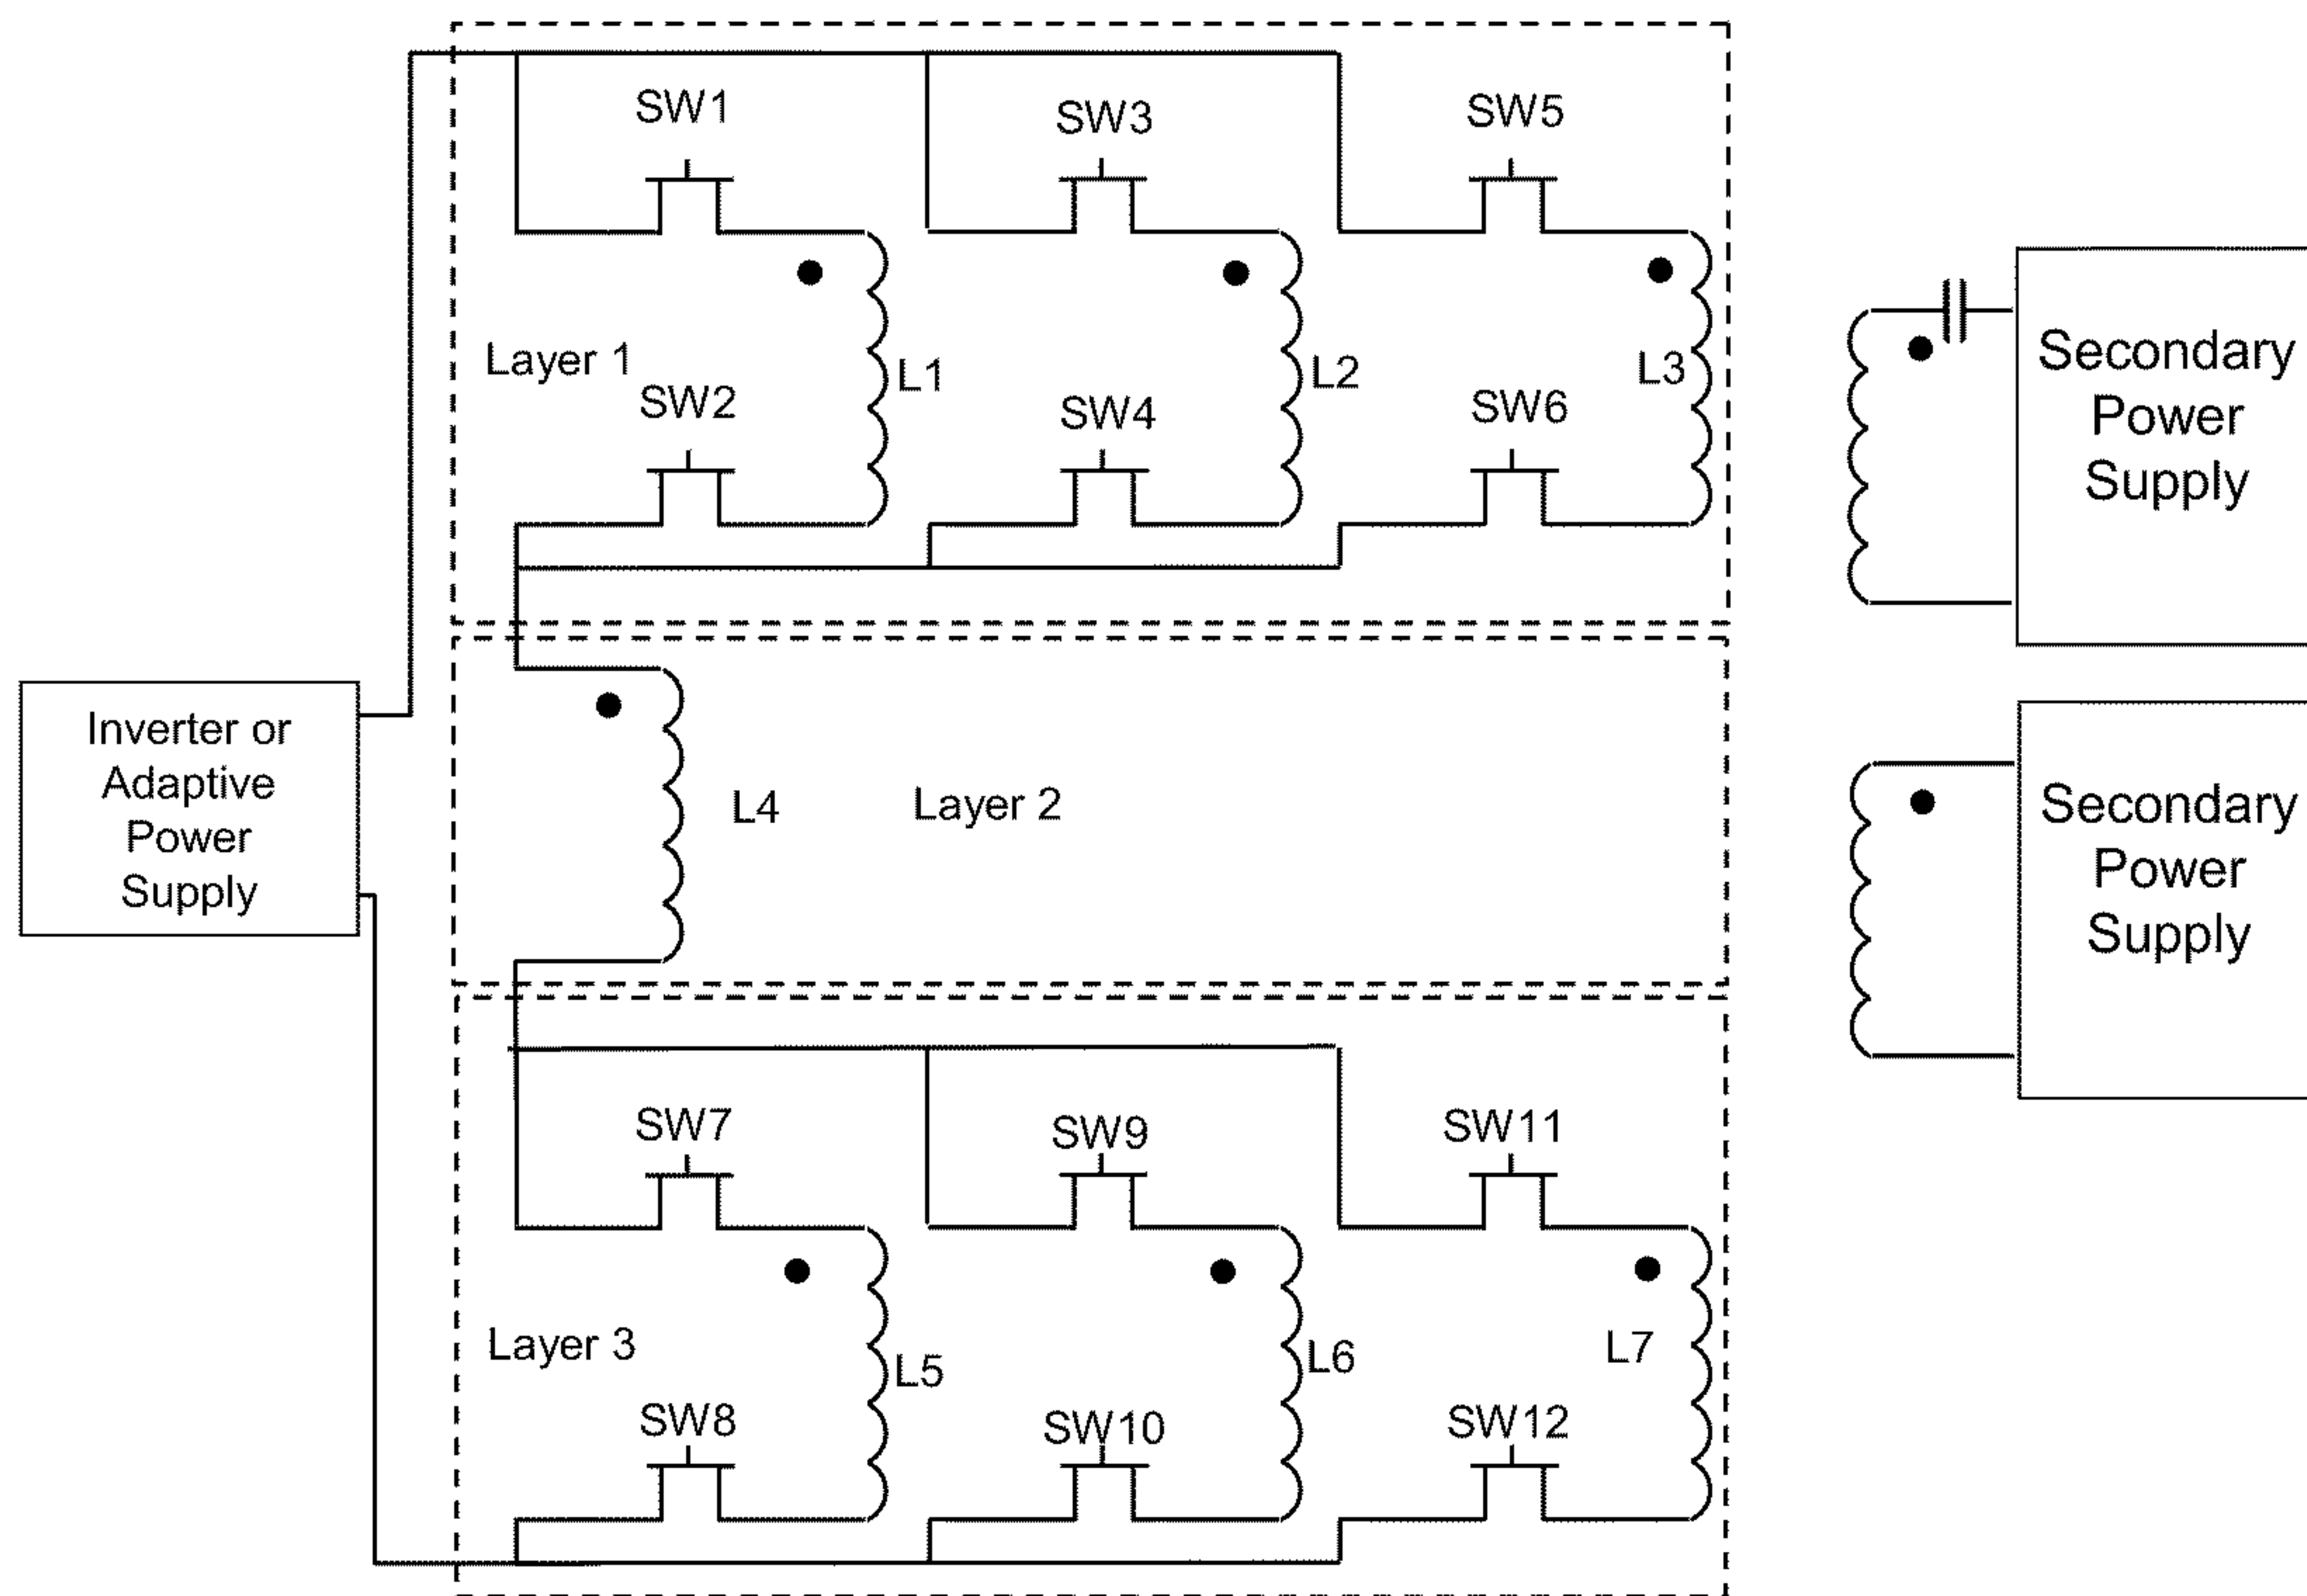 SW1
SW3
SW5
Layer 1
L1
L2
L3
SW2
SW4
SW6
Secondary
Power
Supply
Inverter or
Adaptive
Power
Supply
L4
Layer 2
Secondary
Power
Supply
SW7
SW9
SW11
Layer 3
L5
L6
L7
SW8
SW10
SW12